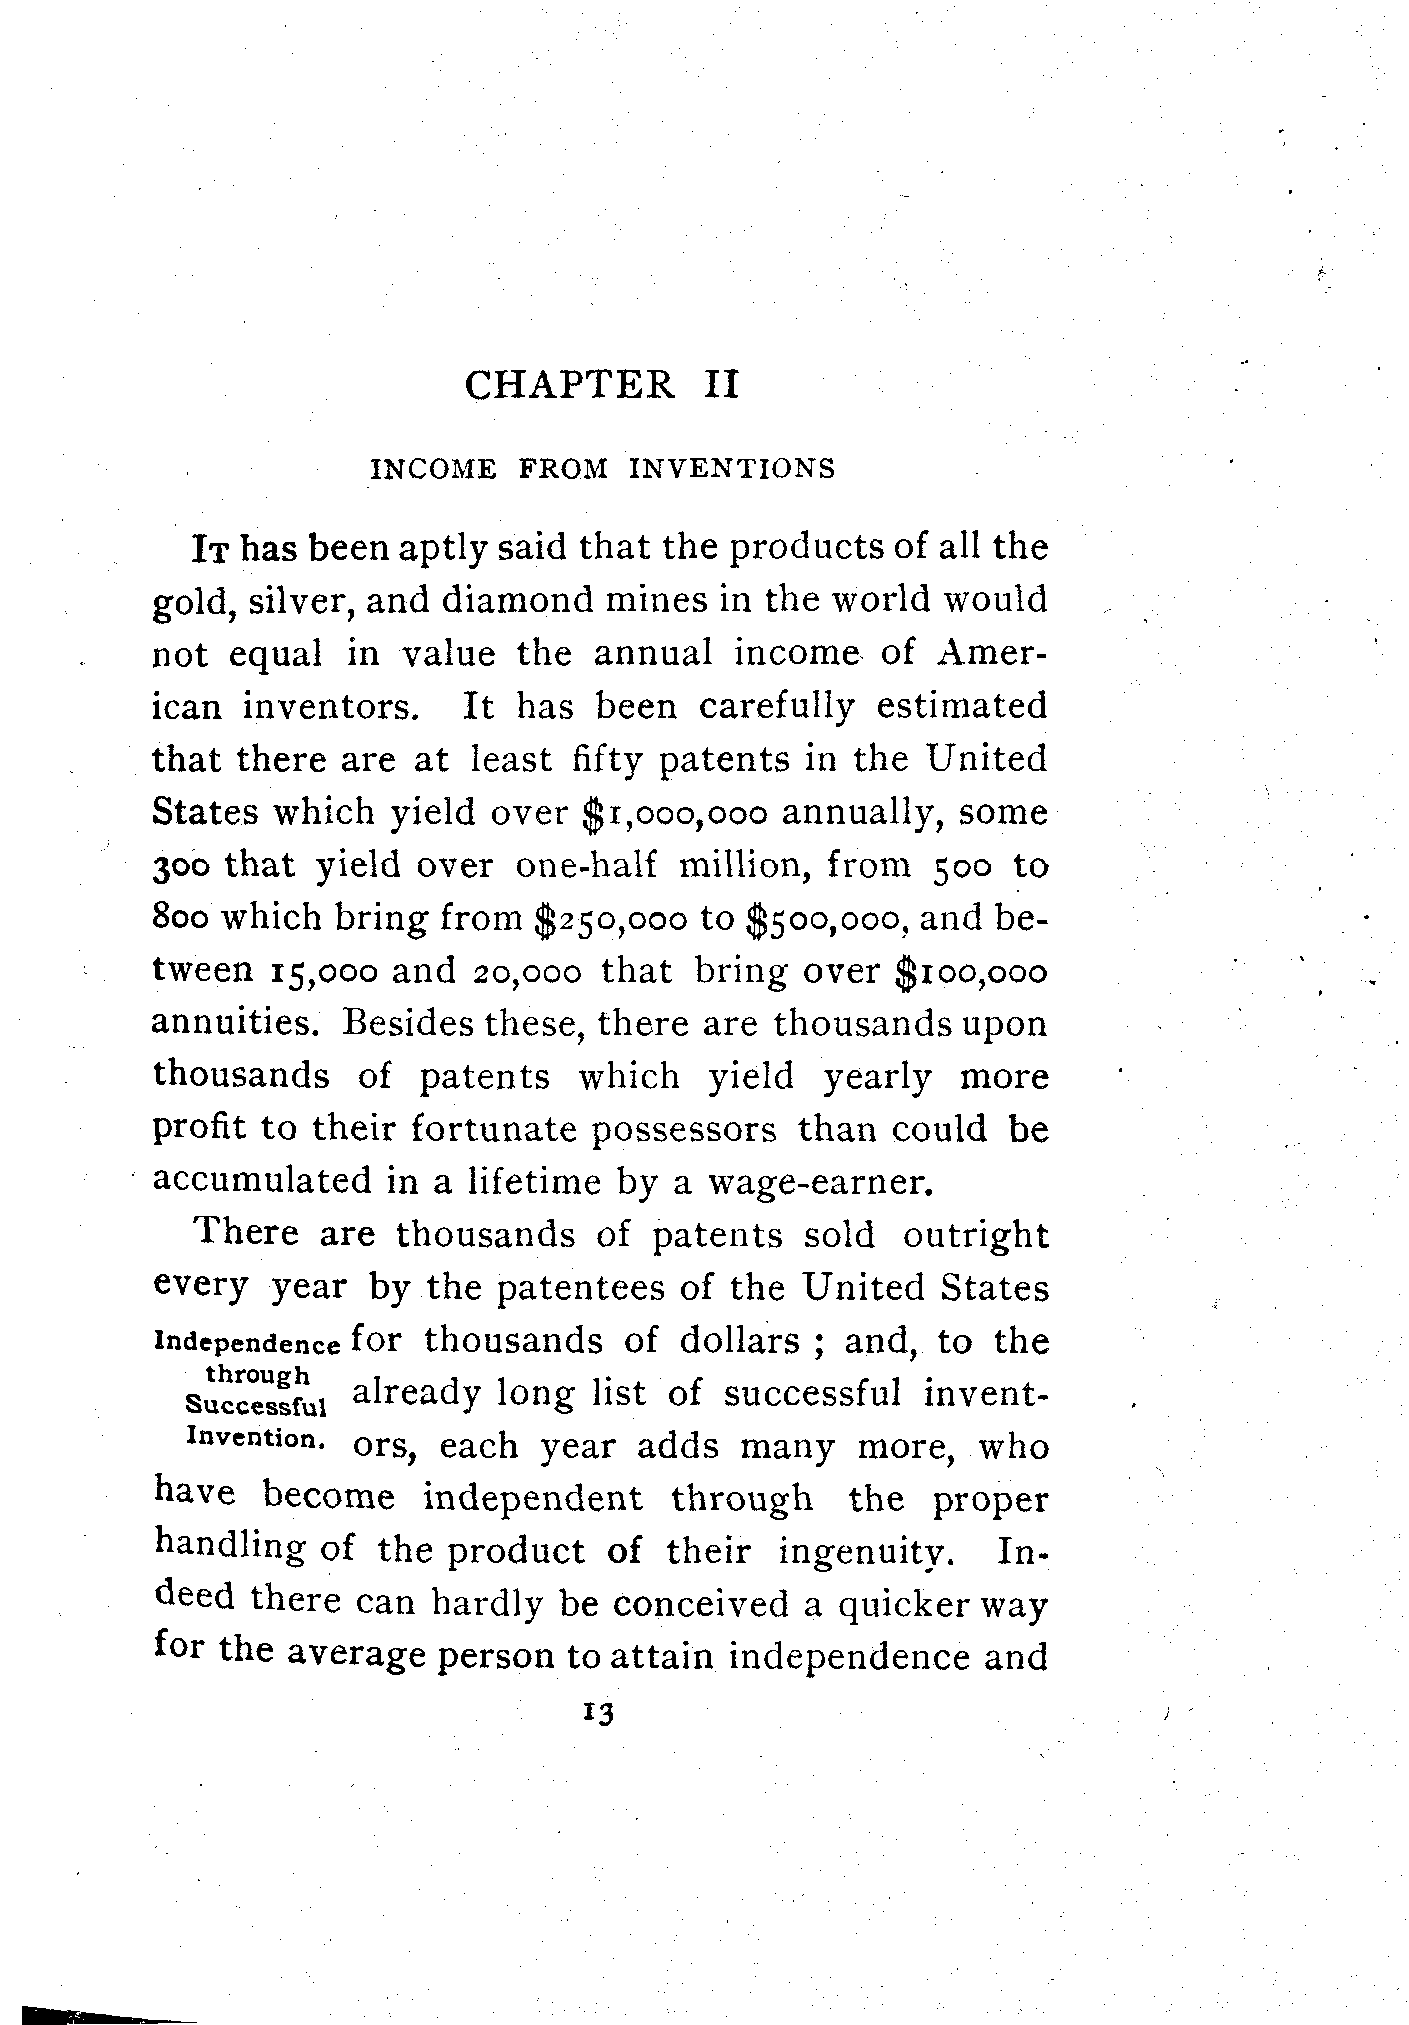 CHAPTER II
INCOME FROM INVENTIONS
IT has been aptly said that the products of all the
gold, silver, and diamond mines in the world would
not equal in value the annual income of Amer-
ican inventors. It has been carefully estimated
that there are at least fifty patents in the United
States which yield over $1,000,000 annually, some
300 that yield over one-half million, from 500 to
800 which bring from $250,000 to $500,000, and be-
tween 15,000 and 20,000 that bring over $100,000
annuities. Besides these, there are thousands upon
thousands of patents which yield yearly more
profit to their fortunate possessors than could be
accumulated in a lifetime by a wage-earner.
There are thousands of patents sold outright
every year by the patentees of the United States
Independence
through
Successful
Invention.
for thousands of dollars ; and, to the
already long list of successful invent-
ors, each year adds many more, who
have become independent through the proper
handling of the product of their ingenuity. In-
deed there can hardly be conceived a quicker way
for the average person to attain independence and
13